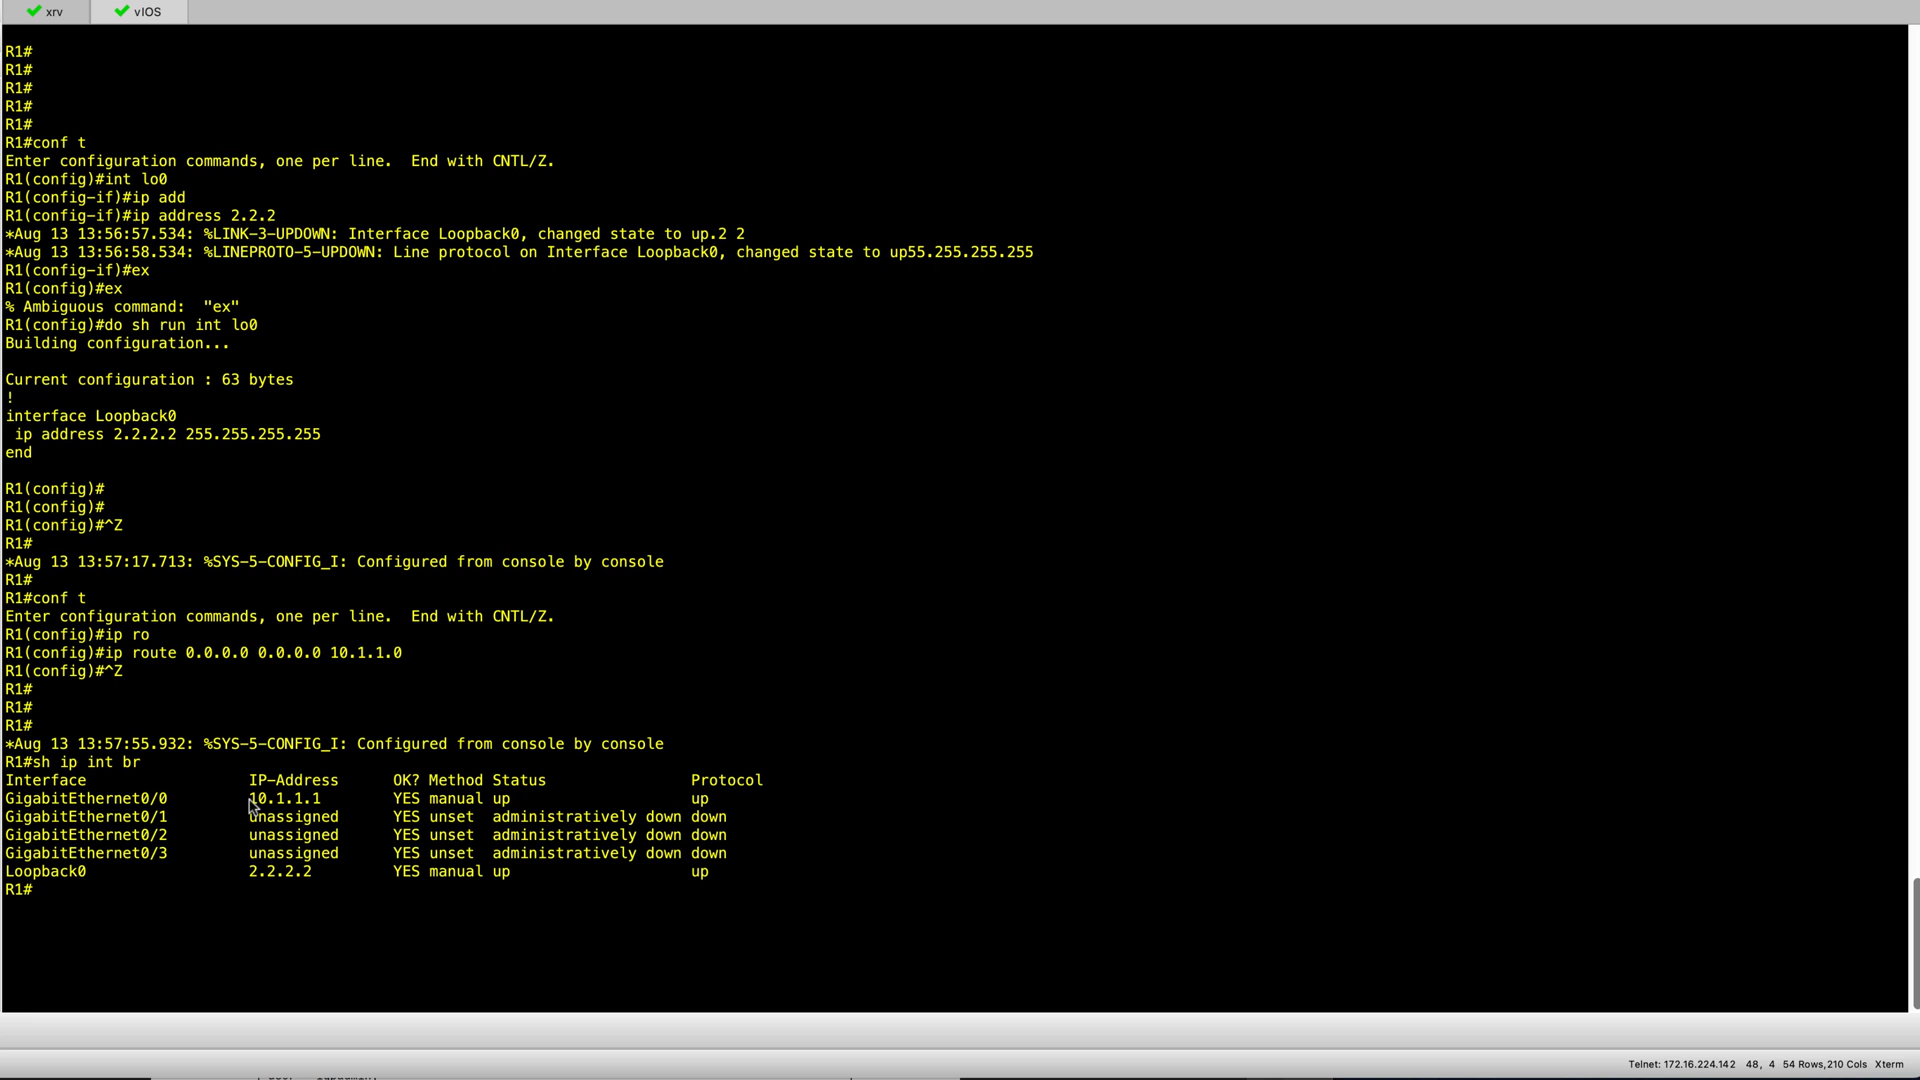 xrv vIOS
R1#
R1#
R1#
R1#
R1#
R1#conf t
Enter configuration commands, one per line.  End with CNTL/Z.
R1(config)#int lo0
R1(config-if)#ip add
R1(config-if)#ip address 2.2.2
*Aug 13 13:56:57.534: %LINK-3-UPDOWN: Interface Loopback0, changed state to up.2 2
*Aug 13 13:56:58.534: %LINEPROTO-5-UPDOWN: Line protocol on Interface Loopback0, changed state to up55.255.255.255
R1(config-if)#ex
R1(config)#ex
% Ambiguous command:  "ex"
R1(config)#do sh run int lo0
Building configuration...
Current configuration : 63 bytes
!
interface Loopback0
 ip address 2.2.2.2 255.255.255.255
end
R1(config)#
R1(config)#
R1(config)#^Z
R1#
*Aug 13 13:57:17.713: %SYS-5-CONFIG_I: Configured from console by console
R1#
R1#conf t
Enter configuration commands, one per line.  End with CNTL/Z.
R1(config)#ip ro
R1(config)#ip route 0.0.0.0 0.0.0.0 10.1.1.0
R1(config)#^Z
R1#
R1#
R1#
*Aug 13 13:57:55.932: %SYS-5-CONFIG_I: Configured from console by console
R1#sh ip int br
Interface                  IP-Address      OK? Method Status                Protocol
GigabitEthernet0/0         10.1.1.1        YES manual up                    up
GigabitEthernet0/1         unassigned      YES unset  administratively down down
GigabitEthernet0/2         unassigned      YES unset  administratively down down
GigabitEthernet0/3         unassigned      YES unset  administratively down down
Loopback0                  2.2.2.2         YES manual up                    up
R1#
Telnet: 172.16.224.142 48, 4 54 Rows,210 Cols Xterm